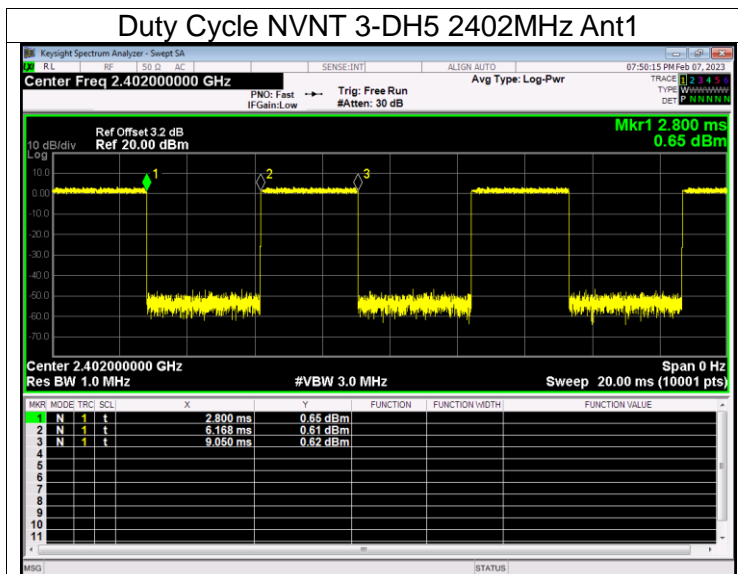 Duty Cycle NVNT 3-DH5 2402MHz Ant1
Keysight Spectrum Analyzer - Swept SA
LXI RL RF 50 Ω AC SENSE:INT ALIGN AUTO 07:50:15 PM Feb 07, 2023
Center Freq 2.402000000 GHz Avg Type: Log-Pwr TRACE 1 2 3 4 5 6
PNO: Fast Trig: Free Run TYPE WWWWWW
IFGain:Low #Atten: 30 dB DET P N N N N N
Mkr1 2.800 ms
Ref Offset 3.2 dB
10 dB/div Ref 20.00 dBm 0.65 dBm
Log
10.0
0.00
-10.0
-20.0
-30.0
-40.0
-50.0
-60.0
-70.0
1 2 3
Center 2.402000000 GHz Span 0 Hz
Res BW 1.0 MHz #VBW 3.0 MHz Sweep 20.00 ms (10001 pts)
MKR MODE TRC SCL X Y FUNCTION FUNCTION WIDTH FUNCTION VALUE
1 N 1 t 2.800 ms 0.65 dBm
2 N 1 t 6.168 ms 0.61 dBm
3 N 1 t 9.050 ms 0.62 dBm
4
5
6
7
8
9
10
11
MSG STATUS